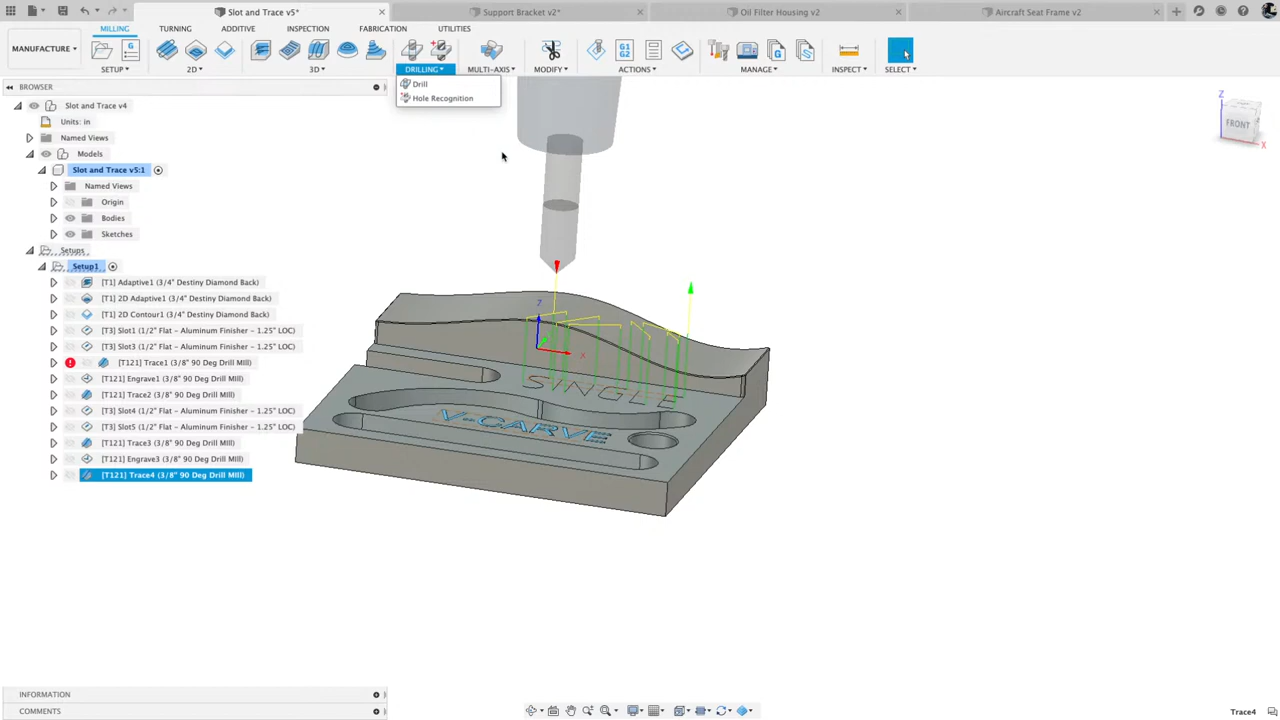 Slot and Trace v5*
Support Bracket v2*
Oil Filter Housing v2
Aircraft Seat Frame v2
MANUFACTURE
MILLING
TURNING
ADDITIVE
INSPECTION
FABRICATION
UTILITIES
G1
G2
SETUP
2D
3D
DRILLING
MULTI-AXIS
MODIFY
ACTIONS
MANAGE
INSPECT
SELECT
Drill
Hole Recognition
BROWSER
Slot and Trace v4
Units: in
Named Views
Models
Slot and Trace v5:1
Named Views
Origin
Bodies
Sketches
Setups
Setup1
[T1] Adaptive1 (3/4" Destiny Diamond Back)
[T1] 2D Adaptive1 (3/4" Destiny Diamond Back)
[T1] 2D Contour1 (3/4" Destiny Diamond Back)
[T3] Slot1 (1/2" Flat - Aluminum Finisher - 1.25" LOC)
[T3] Slot3 (1/2" Flat - Aluminum Finisher - 1.25" LOC)
[T121] Trace1 (3/8" 90 Deg Drill Mill)
[T121] Engrave1 (3/8" 90 Deg Drill Mill)
[T121] Trace2 (3/8" 90 Deg Drill Mill)
[T3] Slot4 (1/2" Flat - Aluminum Finisher - 1.25" LOC)
[T3] Slot5 (1/2" Flat - Aluminum Finisher - 1.25" LOC)
[T121] Trace3 (3/8" 90 Deg Drill Mill)
[T121] Engrave3 (3/8" 90 Deg Drill Mill)
[T121] Trace4 (3/8" 90 Deg Drill Mill)
Z
FRONT
X
Z
X
SINGLE
V-CARVE
INFORMATION
COMMENTS
Trace4